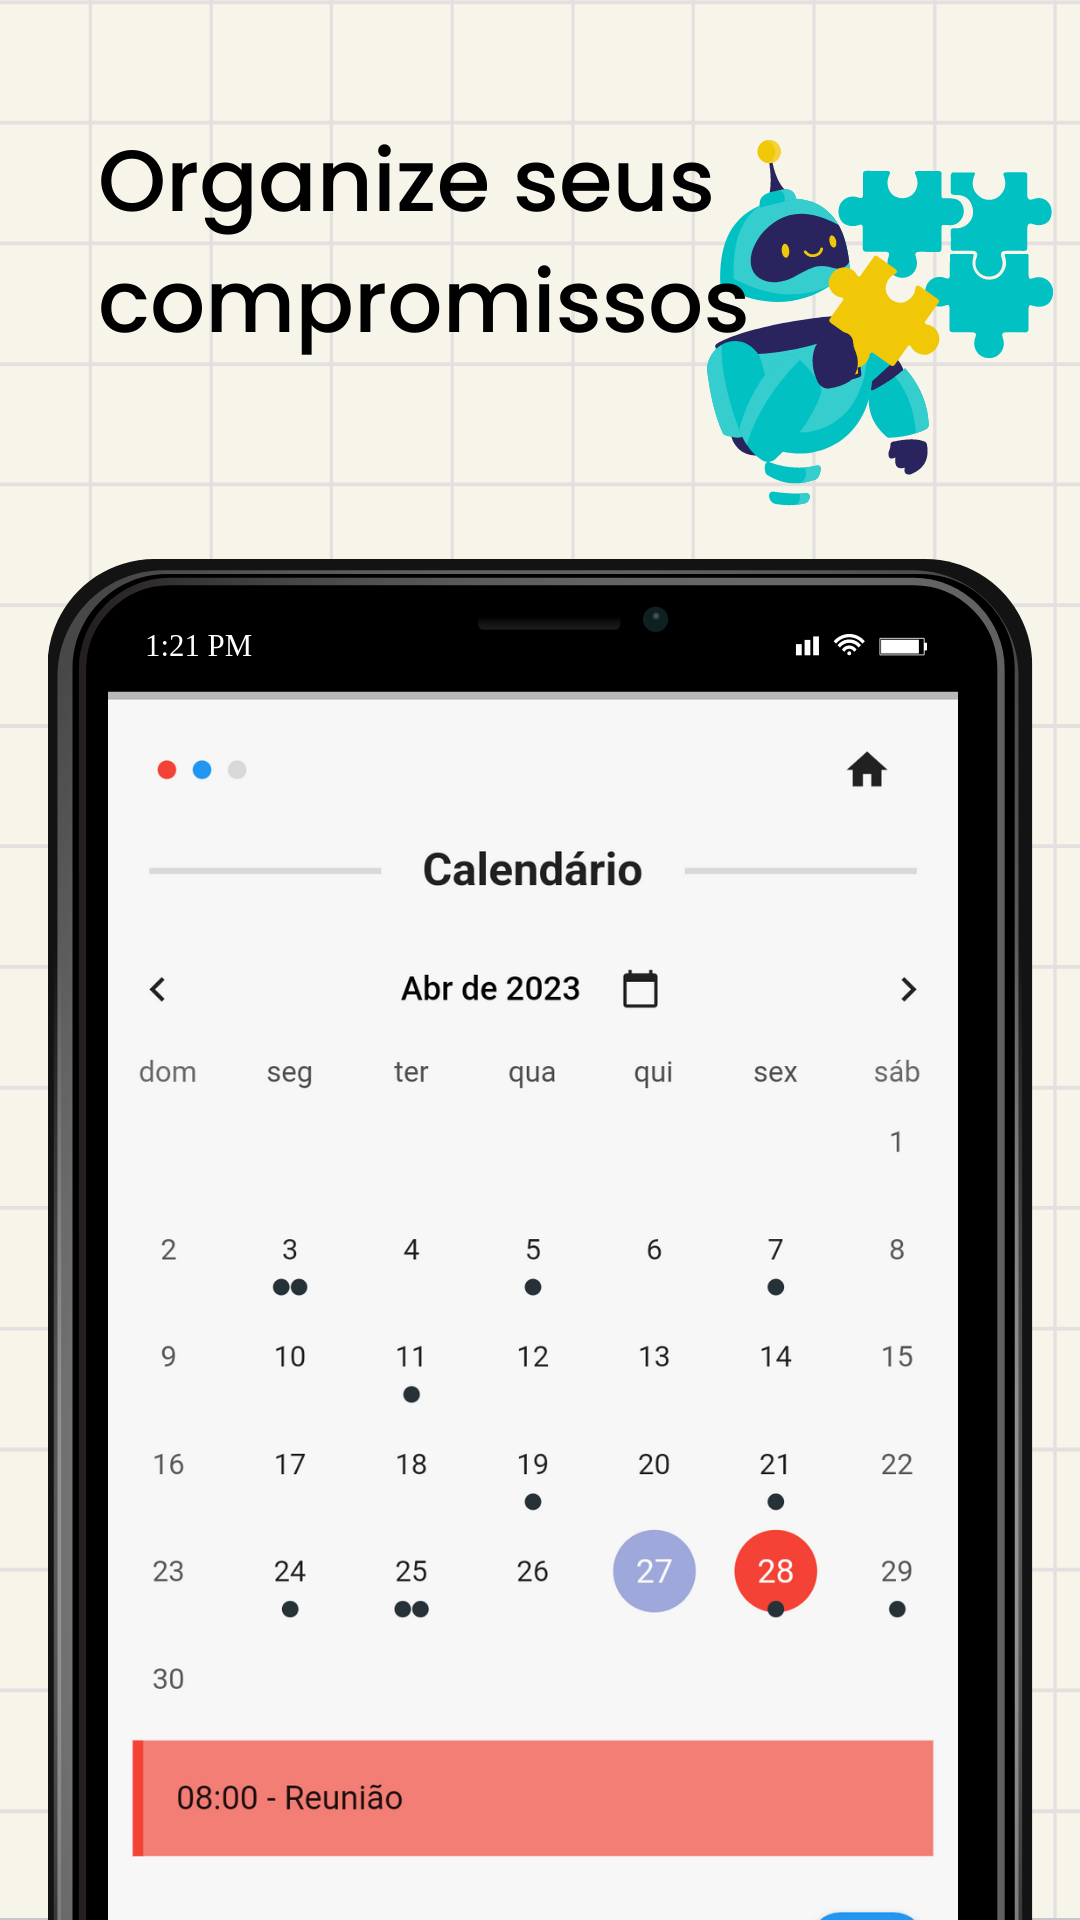 Organize seus
compromissos
1:21 PM
Calendário
Abr de 2023
dom seg ter qua qui sex sáb
1
2 3 4 5 6 7 8
9 10 11 12 13 14 15
16 17 18 19 20 21 22
23 24 25 26 27 28 29
30
08:00 - Reunião